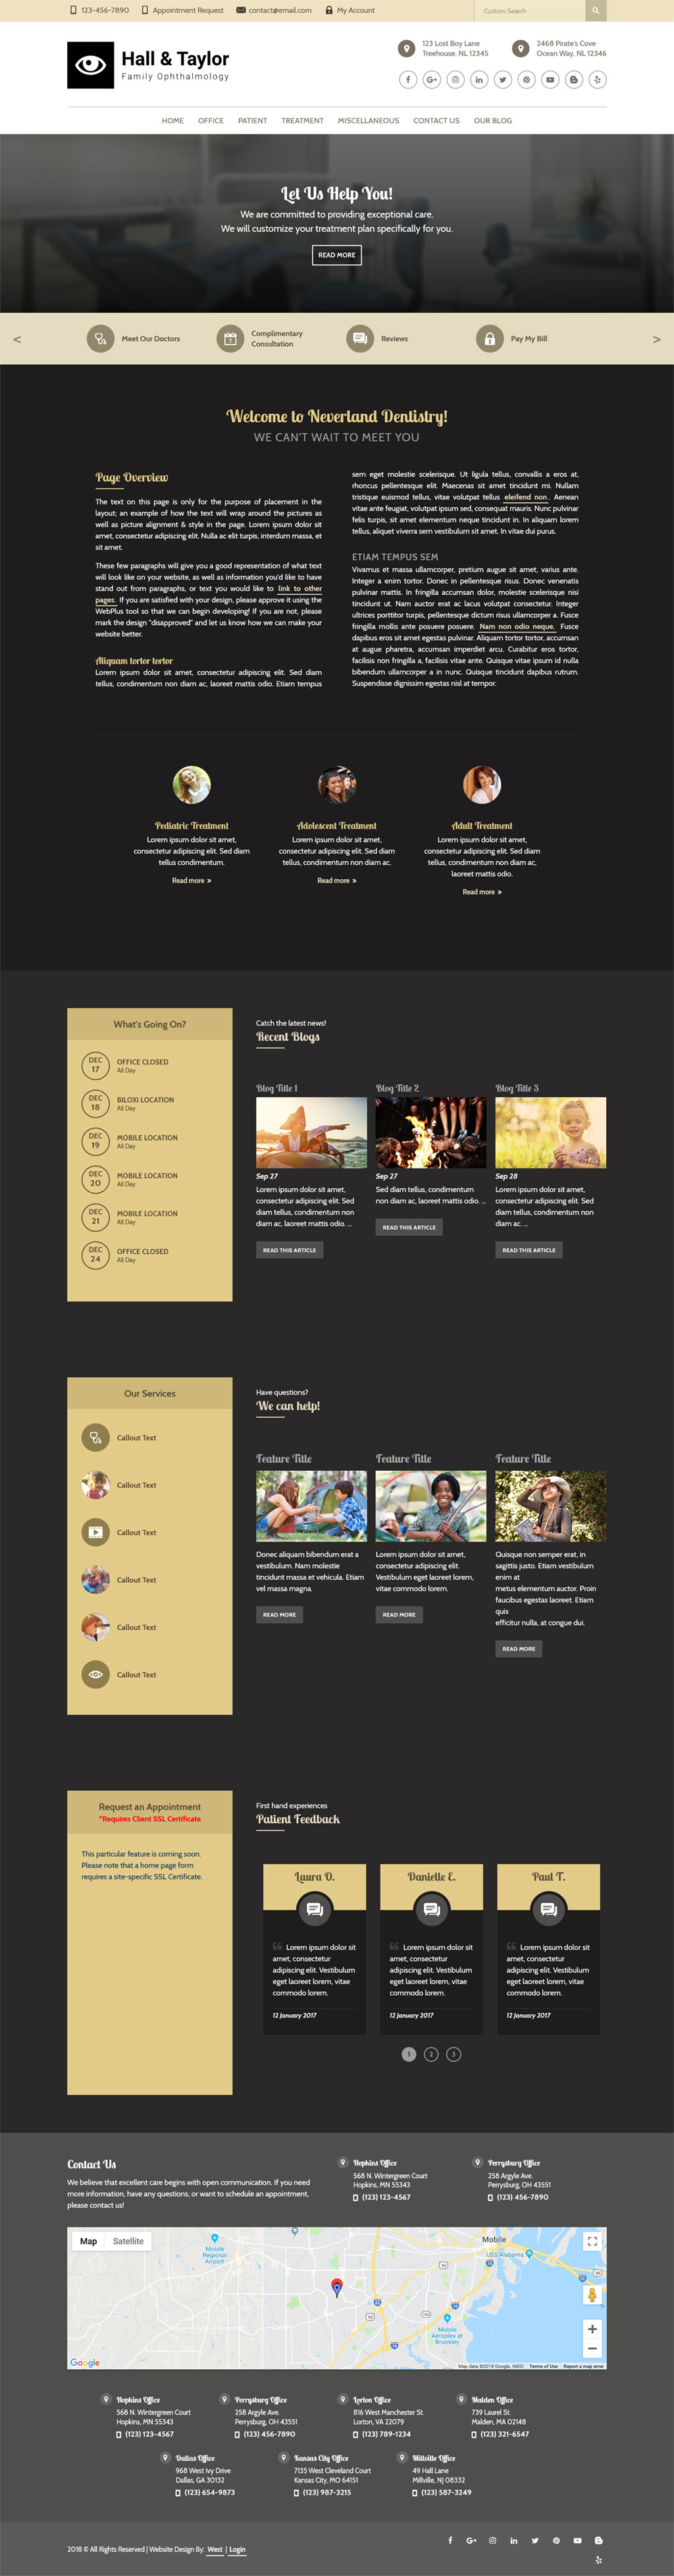 123-456-7890 Appointment Request contact@email.com My Account Custom Search
Hall & Taylor
Family Ophthalmology
123 Lost Boy Lane
Treehouse, NL 12345
2468 Pirate's Cove
Ocean Way, NL 12346
HOME OFFICE PATIENT TREATMENT MISCELLANEOUS CONTACT US OUR BLOG
Let Us Help You!
We are committed to providing exceptional care.
We will customize your treatment plan specifically for you.
READ MORE
<
Meet Our Doctors
Complimentary
Consultation
Reviews
Pay My Bill
>
Welcome to Neverland Dentistry!
WE CAN'T WAIT TO MEET YOU
Page Overview
The text on this page is only for the purpose of placement in the
layout; an example of how the text will wrap around the pictures as
well as picture alignment & style in the page. Lorem ipsum dolor sit
amet, consectetur adipiscing elit. Nulla ac elit turpis, interdum massa, et
sit amet.
These few paragraphs will give you a good representation of what text
will look like on your website, as well as information you'd like to have
stand out from paragraphs, or text you would like to link to other
pages. If you are satisfied with your design, please approve it using the
WebPlus tool so that we can begin developing! If you are not, please
mark the design "disapproved" and let us know how we can make your
website better.
Aliquam tortor tortor
Lorem ipsum dolor sit amet, consectetur adipiscing elit. Sed diam
tellus, condimentum non diam ac, laoreet mattis odio. Etiam tempus
sem eget molestie scelerisque. Ut ligula tellus, convallis a eros at,
rhoncus pellentesque elit. Maecenas sit amet tincidunt mi. Nullam
tristique euismod tellus, vitae volutpat tellus eleifend non. Aenean
vitae ante feugiat, volutpat ipsum sed, consequat mauris. Nunc pulvinar
felis turpis, sit amet elementum neque tincidunt in. In aliquam lorem
tellus, aliquet viverra sem vestibulum sit amet. In vitae dui purus.
ETIAM TEMPUS SEM
Vivamus et massa ullamcorper, pretium augue sit amet, varius ante.
Integer a enim tortor. Donec in pellentesque risus. Donec venenatis
pulvinar mattis. In fringilla accumsan dolor, molestie scelerisque nisi
tincidunt ut. Nam auctor erat ac lacus volutpat consectetur. Integer
ultrices porttitor turpis, pellentesque dictum risus ullamcorper a. Fusce
fringilla mollis ante posuere posuere. Nam non odio neque. Fusce
dapibus eros sit amet egestas pulvinar. Aliquam tortor tortor, accumsan
at augue pharetra, accumsan imperdiet arcu. Curabitur eros tortor,
facilisis non fringilla a, facilisis vitae ante. Quisque vitae ipsum id nulla
bibendum ullamcorper a in nunc. Quisque tincidunt dapibus rutrum.
Suspendisse dignissim egestas nisl at tempor.
Pediatric Treatment
Lorem ipsum dolor sit amet,
consectetur adipiscing elit. Sed diam
tellus condimentum.
Read more »
Adolescent Treatment
Lorem ipsum dolor sit amet,
consectetur adipiscing elit. Sed diam
tellus, condimentum non diam ac.
Read more »
Adult Treatment
Lorem ipsum dolor sit amet,
consectetur adipiscing elit. Sed diam
tellus, condimentum non diam ac,
laoreet mattis odio.
Read more »
What's Going On?
DEC
17
OFFICE CLOSED
All Day
DEC
18
BILOXI LOCATION
All Day
DEC
19
MOBILE LOCATION
All Day
DEC
20
MOBILE LOCATION
All Day
DEC
21
MOBILE LOCATION
All Day
DEC
24
OFFICE CLOSED
All Day
Catch the latest news!
Recent Blogs
Blog Title 1
Sep 27
Lorem ipsum dolor sit amet,
consectetur adipiscing elit. Sed
diam tellus, condimentum non
diam ac, laoreet mattis odio. ...
READ THIS ARTICLE
Blog Title 2
Sep 27
Sed diam tellus, condimentum
non diam ac, laoreet mattis odio. ...
READ THIS ARTICLE
Blog Title 3
Sep 28
Lorem ipsum dolor sit amet,
consectetur adipiscing elit. Sed
diam tellus, condimentum non
diam ac. ...
READ THIS ARTICLE
Our Services
Callout Text
Callout Text
Callout Text
Callout Text
Callout Text
Callout Text
Have questions?
We can help!
Feature Title
Donec aliquam bibendum erat a
vestibulum. Nam molestie
tincidunt massa et vehicula. Etiam
vel massa magna.
READ MORE
Feature Title
Lorem ipsum dolor sit amet,
consectetur adipiscing elit.
Vestibulum eget laoreet lorem,
vitae commodo lorem.
READ MORE
Feature Title
Quisque non semper erat, in
sagittis justo. Etiam vestibulum
enim at
metus elementum auctor. Proin
faucibus egestas laoreet. Etiam
quis
efficitur nulla, at congue dui.
READ MORE
Request an Appointment
*Requires Client SSL Certificate
This particular feature is coming soon.
Please note that a home page form
requires a site-specific SSL Certificate.
First hand experiences
Patient Feedback
Laura O.
Lorem ipsum dolor sit
amet, consectetur
adipiscing elit. Vestibulum
eget laoreet lorem, vitae
commodo lorem.
12 January 2017
Danielle E.
Lorem ipsum dolor sit
amet, consectetur
adipiscing elit. Vestibulum
eget laoreet lorem, vitae
commodo lorem.
12 January 2017
Paul T.
Lorem ipsum dolor sit
amet, consectetur
adipiscing elit. Vestibulum
eget laoreet lorem, vitae
commodo lorem.
12 January 2017
1 2 3
Contact Us
We believe that excellent care begins with open communication. If you need
more information, have any questions, or want to schedule an appointment,
please contact us!
Hopkins Office
568 N. Wintergreen Court
Hopkins, MN 55343
(123) 123-4567
Perrysburg Office
258 Argyle Ave.
Perrysburg, OH 43551
(123) 456-7890
Map Satellite
Mobile
Regional
Airport
Mobile
USS Alabama
Mobile
Aeroplex at
Brookley
Google
Map data ©2018 Google, INEGI Terms of Use Report a map error
Hopkins Office
568 N. Wintergreen Court
Hopkins, MN 55343
(123) 123-4567
Perrysburg Office
258 Argyle Ave.
Perrysburg, OH 43551
(123) 456-7890
Lorton Office
816 West Manchester St.
Lorton, VA 22079
(123) 789-1234
Malden Office
739 Laurel St.
Malden, MA 02148
(123) 321-6547
Dallas Office
968 West Ivy Drive
Dallas, GA 30132
(123) 654-9873
Kansas City Office
7135 West Cleveland Court
Kansas City, MO 64151
(123) 987-3215
Millville Office
49 Hall Lane
Millville, NJ 08332
(123) 587-3249
2018 © All Rights Reserved | Website Design By: West | Login